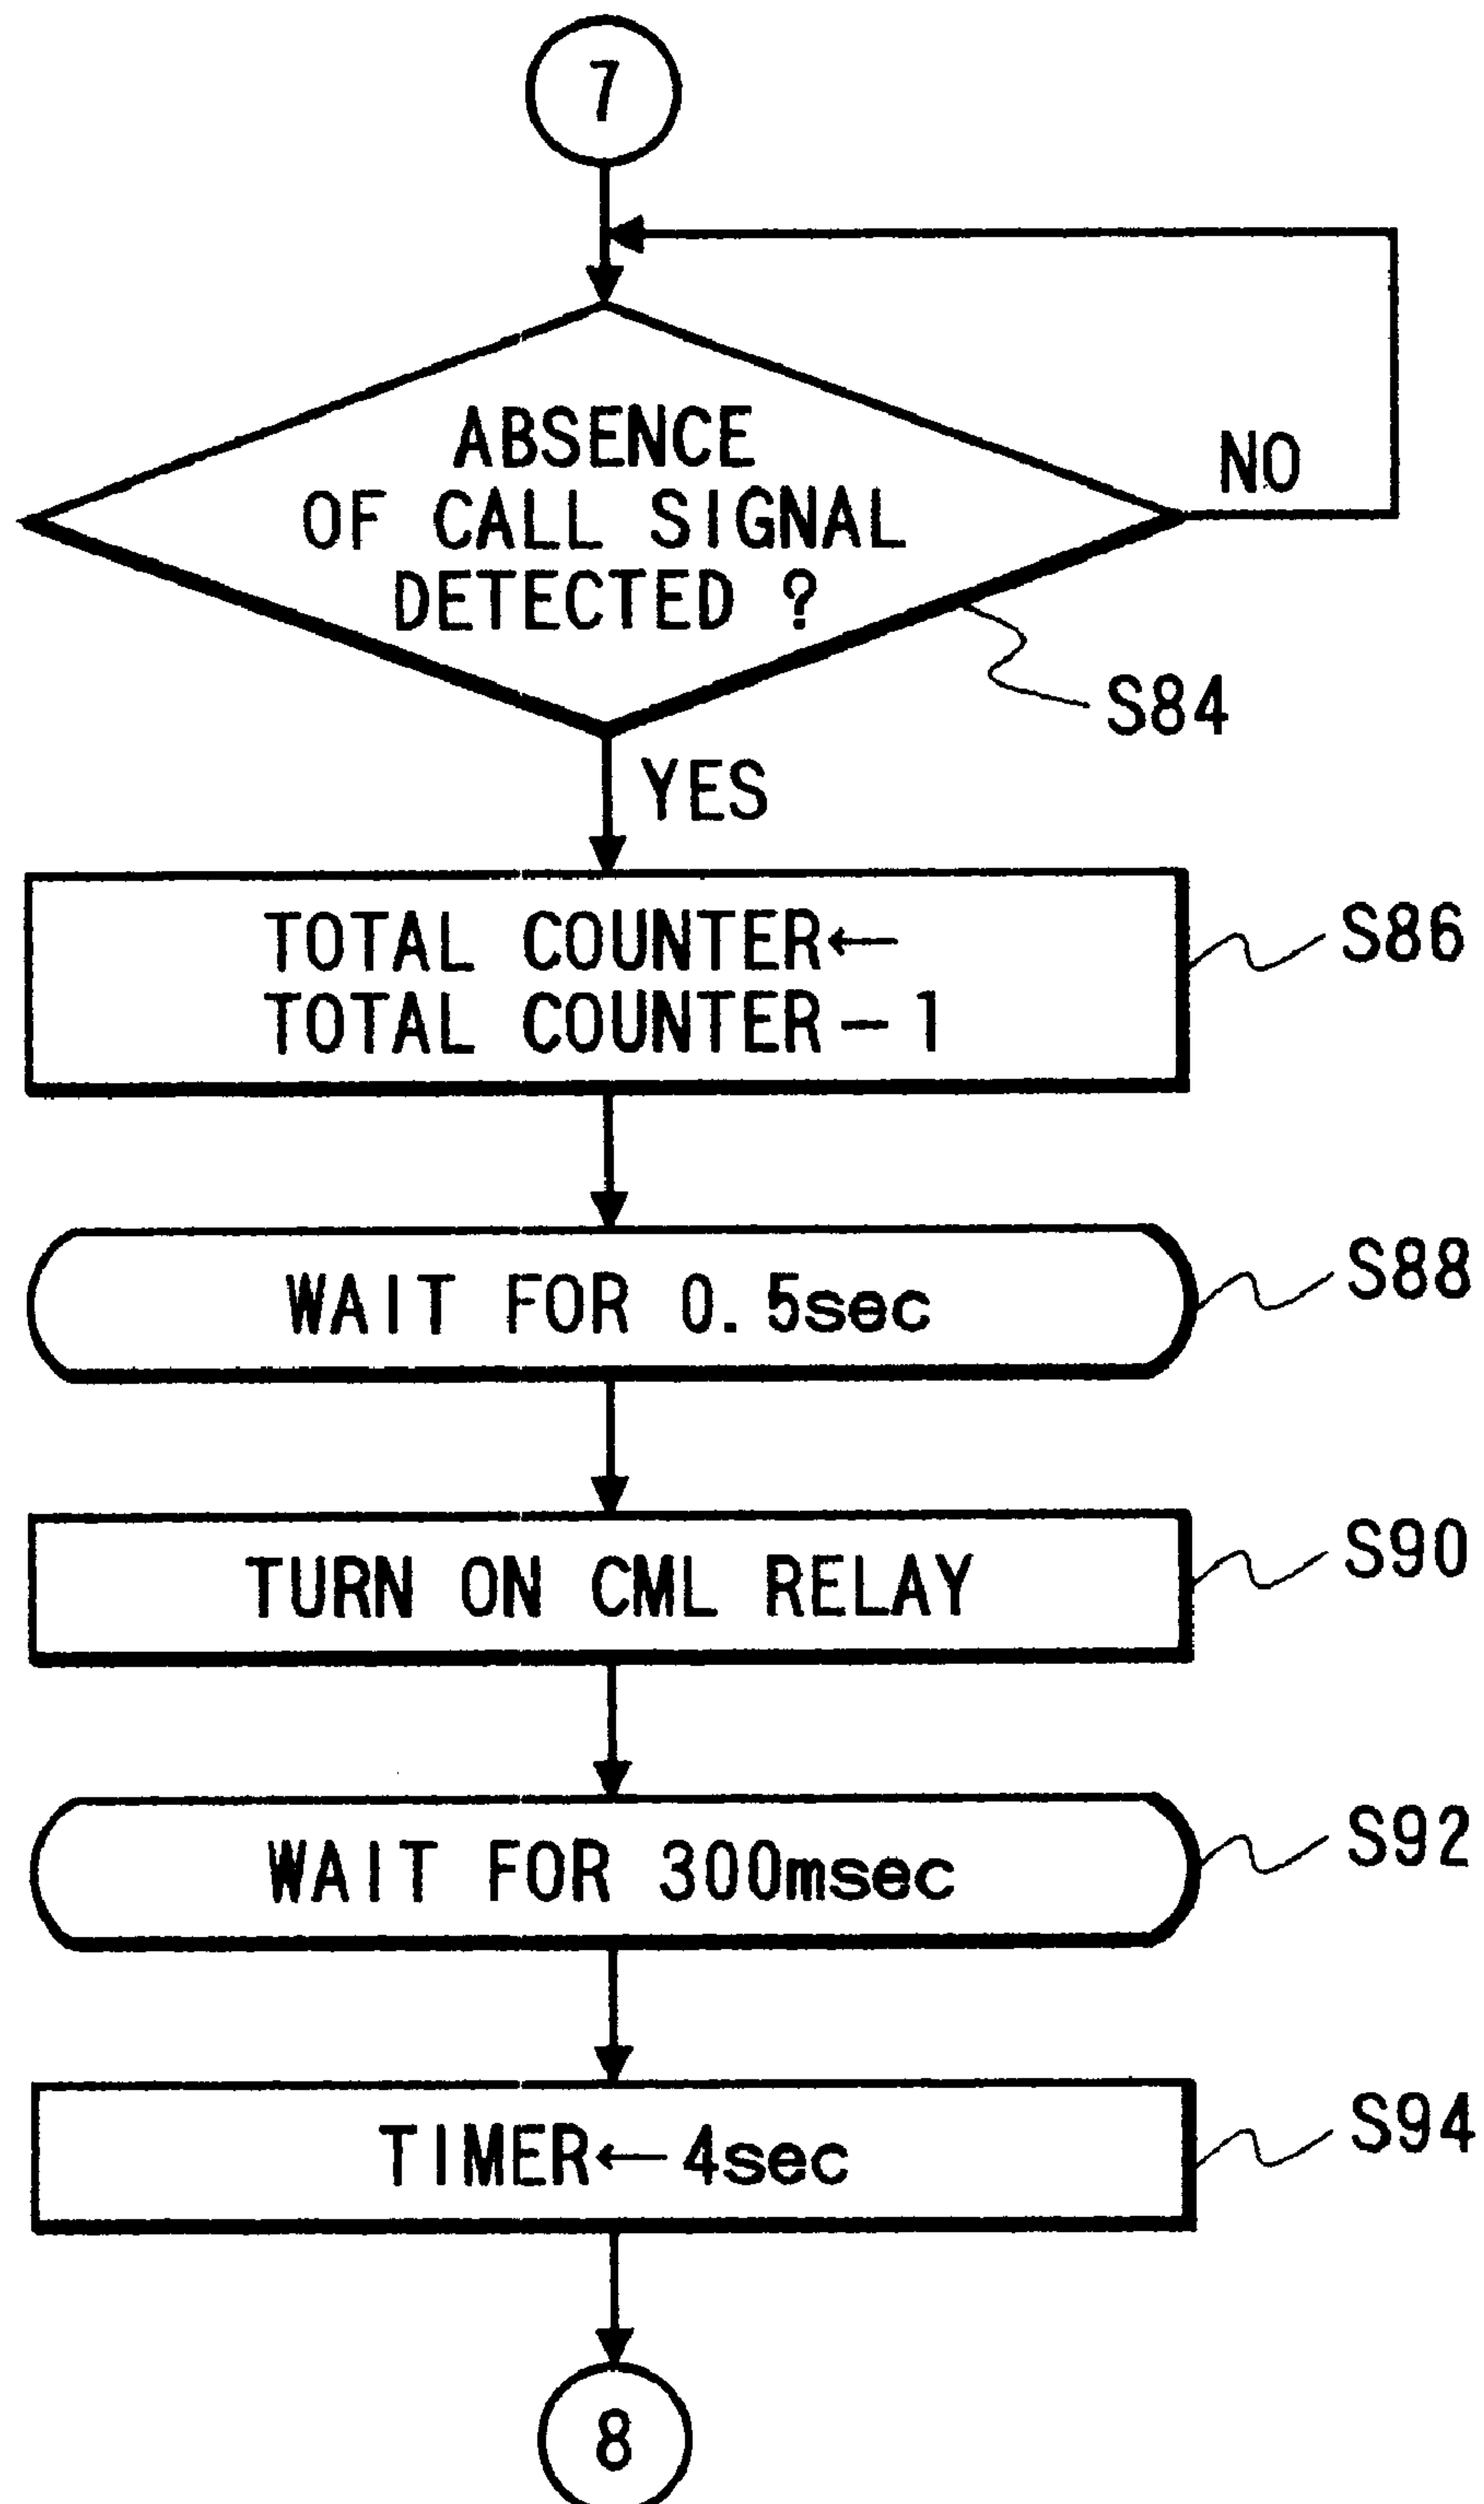 7
ABSENCE
OF CALL SIGNAL
DETECTED ?
NO
S84
YES
TOTAL COUNTER←
TOTAL COUNTER-1
S86
WAIT FOR 0.5sec
S88
TURN ON CML RELAY
S90
WAIT FOR 300msec
S92
TIMER←4sec
S94
8